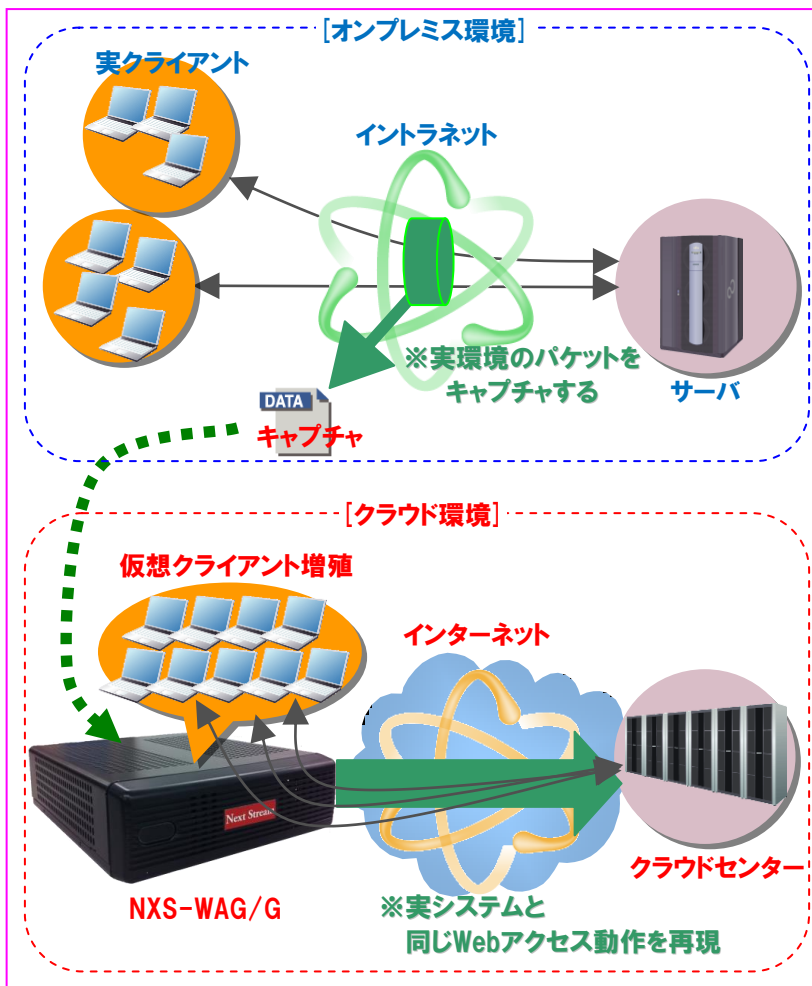 [オンプレミス環境]
実クライアント
イントラネット
※実環境のパケットを
キャプチャする
サーバ
DATA
キャプチャ
[クラウド環境]
仮想クライアント増殖
インターネット
Next Stream
クラウドセンター
NXS-WAG/G
※実システムと
同じWebアクセス動作を再現